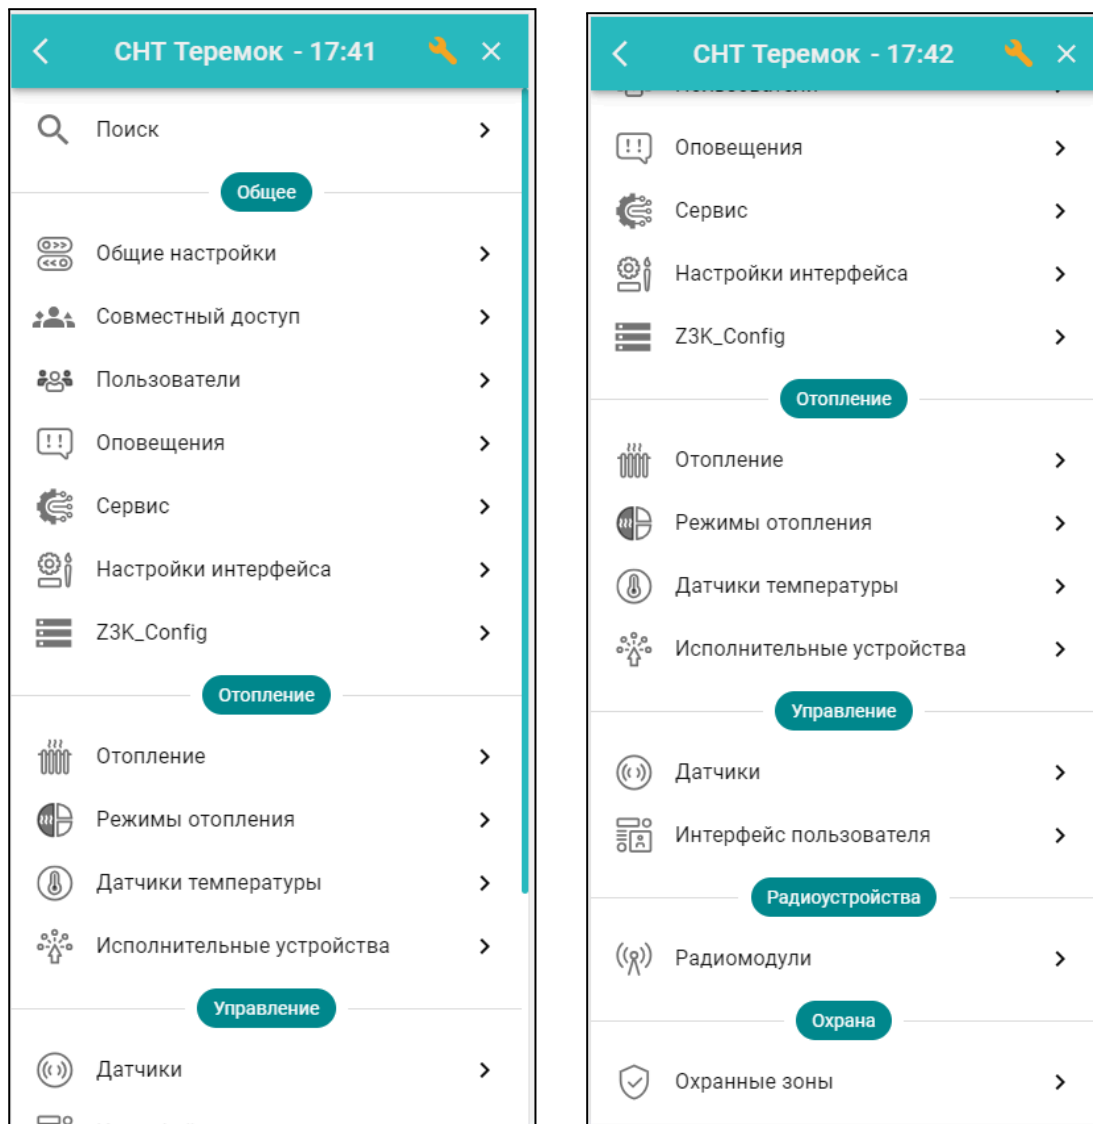 СНТ Теремок - 17:41
Поиск
Общее
Общие настройки
Совместный доступ
Пользователи
Оповещения
Сервис
Настройки интерфейса
Z3K_Config
Отопление
Отопление
Режимы отопления
Датчики температуры
Исполнительные устройства
Управление
Датчики
СНТ Теремок - 17:42
Оповещения
Сервис
Настройки интерфейса
Z3K_Config
Отопление
Отопление
Режимы отопления
Датчики температуры
Исполнительные устройства
Управление
Датчики
Интерфейс пользователя
Радиоустройства
Радиомодули
Охрана
Охранные зоны